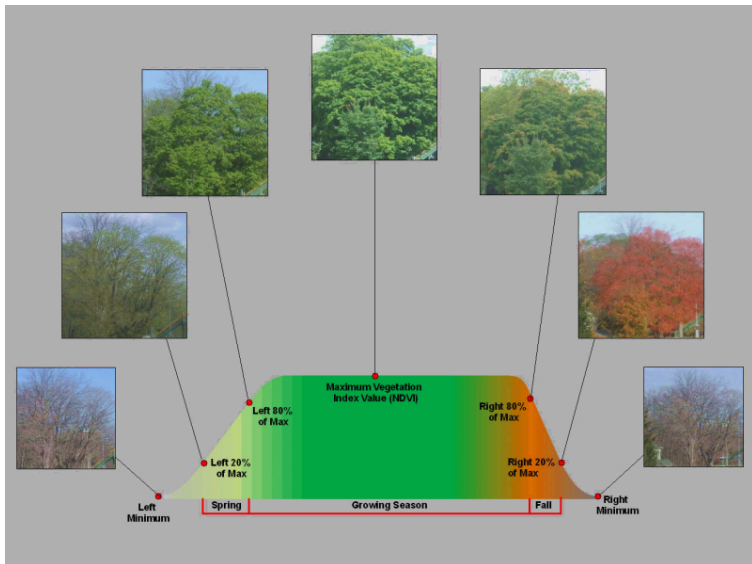 Maximum Vegetation
Index Value (NDVI)
Left 80%
of Max
Right 80%
of Max
Left 20%
of Max
Right 20%
of Max
Left
Minimum
Spring
Growing Season
Fall
Right
Minimum